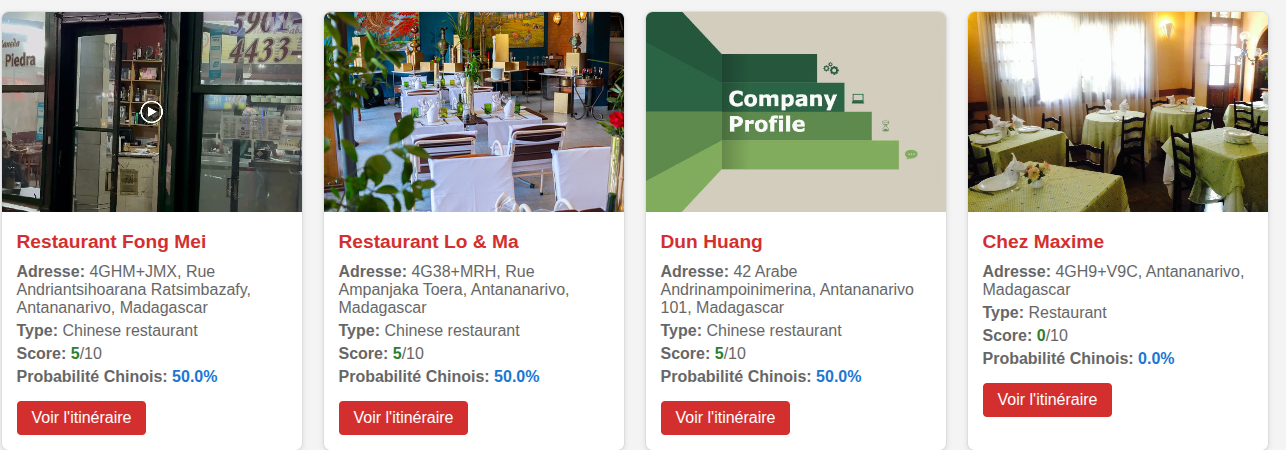 5901-
4433-
Piedra
Company
Profile
Restaurant Fong Mei
Adresse: 4GHM+JMX, Rue
Andriantsihoarana Ratsimbazafy,
Antananarivo, Madagascar
Type: Chinese restaurant
Score: 5/10
Probabilité Chinois: 50.0%
Voir l'itinéraire
Restaurant Lo & Ma
Adresse: 4G38+MRH, Rue
Ampanjaka Toera, Antananarivo,
Madagascar
Type: Chinese restaurant
Score: 5/10
Probabilité Chinois: 50.0%
Voir l'itinéraire
Dun Huang
Adresse: 42 Arabe
Andrinampoinimerina, Antananarivo
101, Madagascar
Type: Chinese restaurant
Score: 5/10
Probabilité Chinois: 50.0%
Voir l'itinéraire
Chez Maxime
Adresse: 4GH9+V9C, Antananarivo,
Madagascar
Type: Restaurant
Score: 0/10
Probabilité Chinois: 0.0%
Voir l'itinéraire